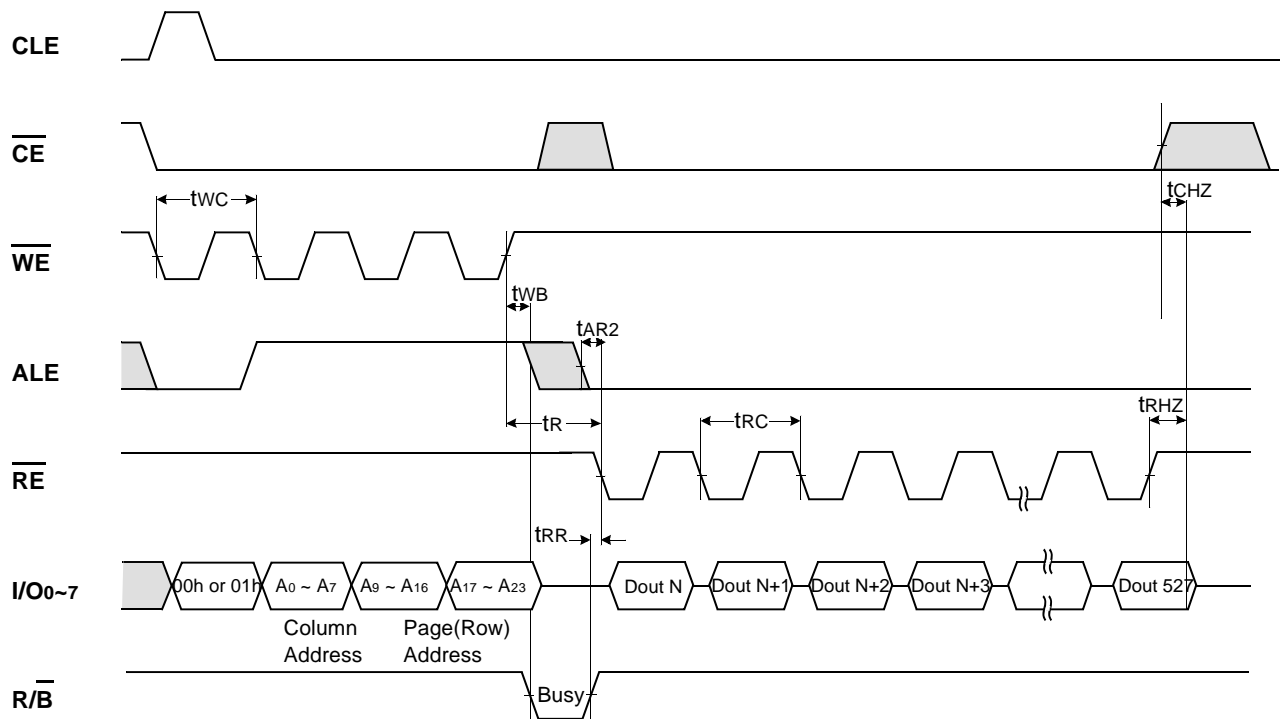 CLE
CE
tCHZ
tWC
WE
tWB
tAR2
ALE
tRHZ
tR
tRC
RE
tRR
I/O0~7
00h or 01h
A0 ~ A7
A9 ~ A16
A17 ~ A23
Dout N
Dout N+1
Dout N+2
Dout N+3
Dout 527
Column
Address
Page(Row)
Address
R/B
Busy